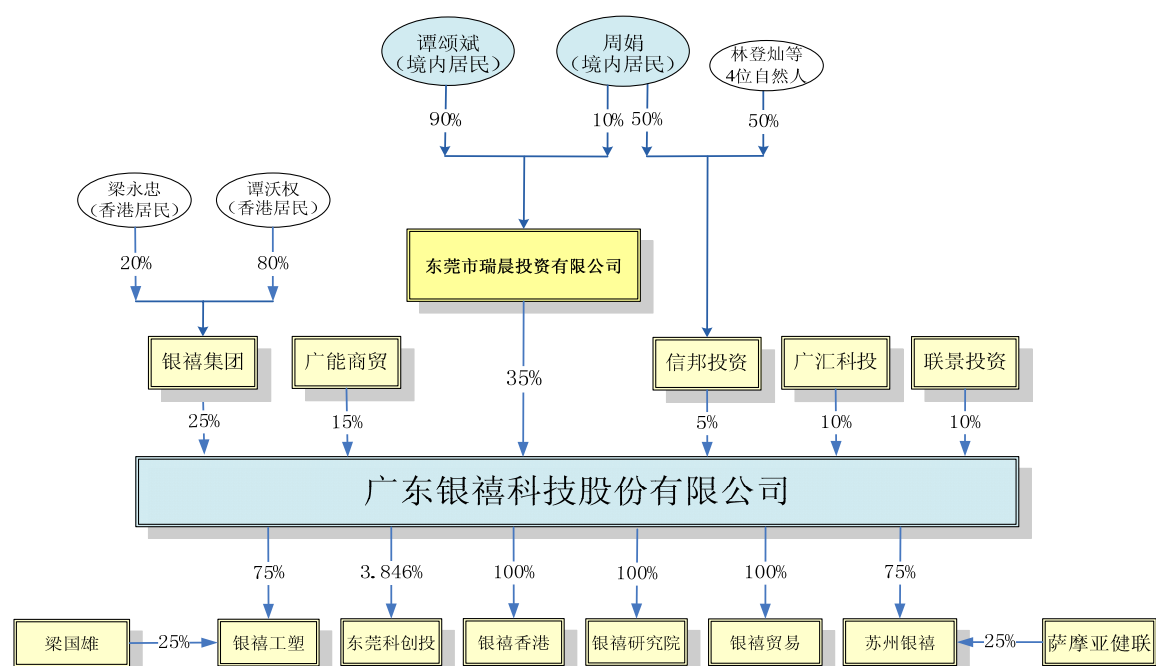 谭颂斌
（境内居民）
周娟
（境内居民）
林登灿等
4位自然人
90%
10%
50%
50%
梁永忠
（香港居民）
谭沃权
（香港居民）
20%
80%
东莞市瑞晨投资有限公司
银禧集团
广能商贸
信邦投资
广汇科投
联景投资
35%
25%
15%
5%
10%
10%
广东银禧科技股份有限公司
75%
3.846%
100%
100%
100%
75%
梁国雄
25%
银禧工塑
东莞科创投
银禧香港
银禧研究院
银禧贸易
苏州银禧
25%
萨摩亚健联